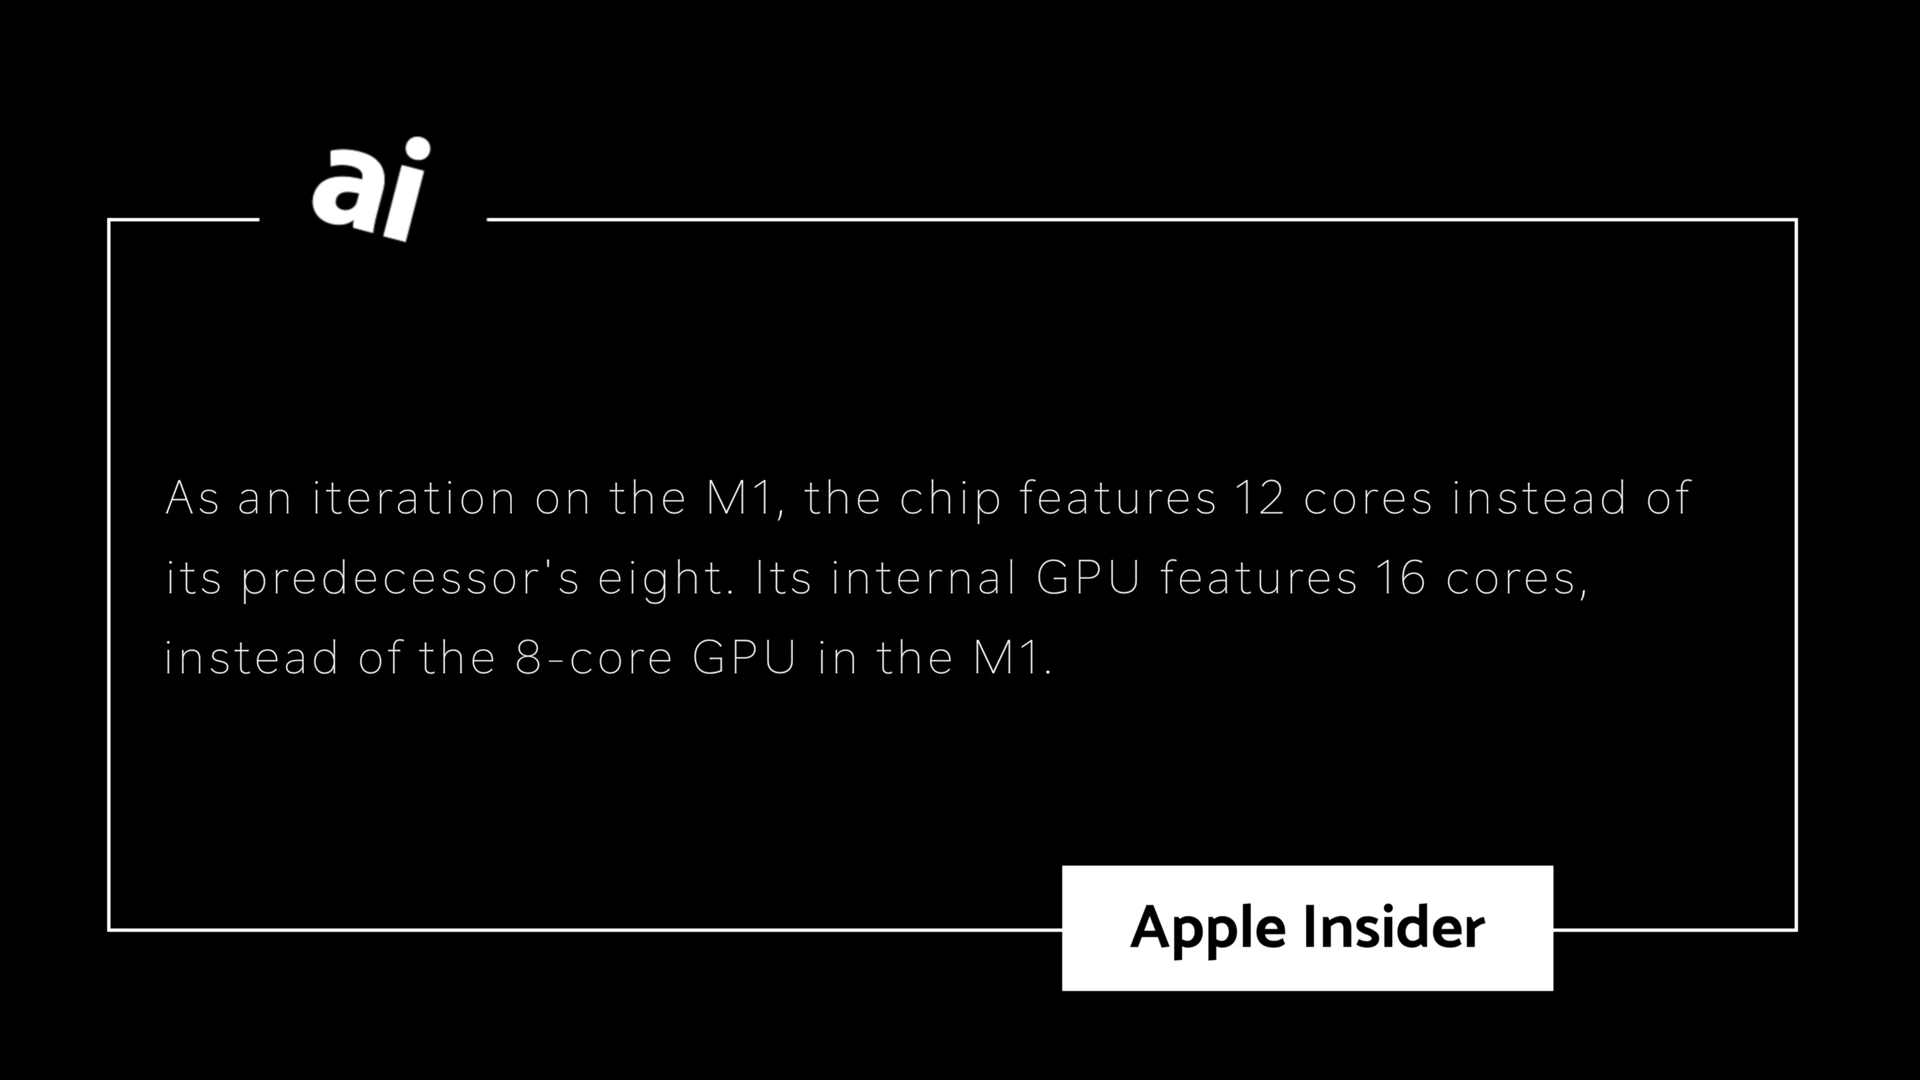 ai
As an iteration on the M1, the chip features 12 cores instead of
its predecessor's eight. Its internal GPU features 16 cores,
instead of the 8-core GPU in the M1.
Apple Insider